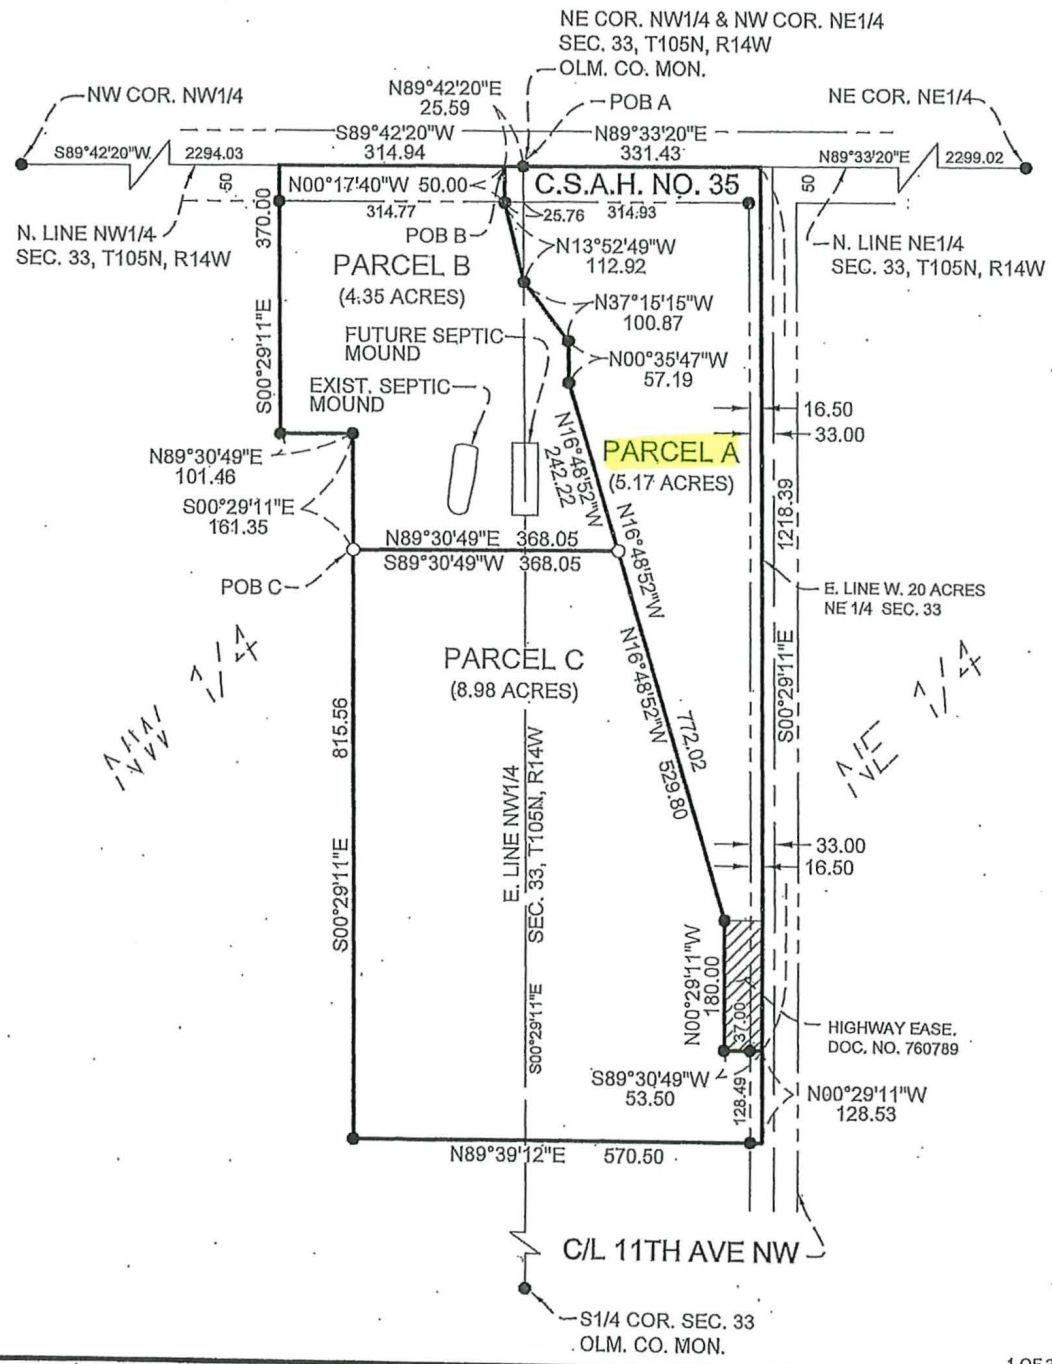 NE COR. NW1/4 & NW COR. NE1/4
SEC. 33, T105N, R14W
OLM. CO. MON.
NW COR. NW1/4
N89°42'20"E
25.59
POB A
NE COR. NE1/4
S89°42'20"W
314.94
N89°33'20"E
331.43
S89°42'20"W
2294.03
N89°33'20"E
2299.02
50
N00°17'40"W 50.00
C.S.A.H. NO. 35
50
314.77
25.76
314.93
370.00
N. LINE NW1/4
SEC. 33, T105N, R14W
POB B
N13°52'49"W
112.92
N. LINE NE1/4
SEC. 33, T105N, R14W
PARCEL B
(4.35 ACRES)
N37°15'15"W
100.87
FUTURE SEPTIC
MOUND
N00°35'47"W
57.19
S00°29'11"E
EXIST. SEPTIC
MOUND
16.50
33.00
N16°48'52"W
242.22
PARCEL A
(5.17 ACRES)
N89°30'49"E
101.46
S00°29'11"E
161.35
1218.39
N16°48'52"W
N89°30'49"E 368.05
S89°30'49"W 368.05
POB C
E. LINE W. 20 ACRES
NE 1/4 SEC. 33
S00°29'11"E
PARCEL C
(8.98 ACRES)
N16°48'52"W
NW 1/4
NE 1/4
815.56
772.02
529.80
E. LINE NW1/4
SEC. 33, T105N, R14W
33.00
16.50
S00°29'11"E
N00°29'11"W
180.00
37.00
S00°29'11"E
HIGHWAY EASE.
DOC. NO. 760789
S89°30'49"W
53.50
128.49
N00°29'11"W
128.53
N89°39'12"E
570.50
C/L 11TH AVE NW
S1/4 COR. SEC. 33
OLM. CO. MON.